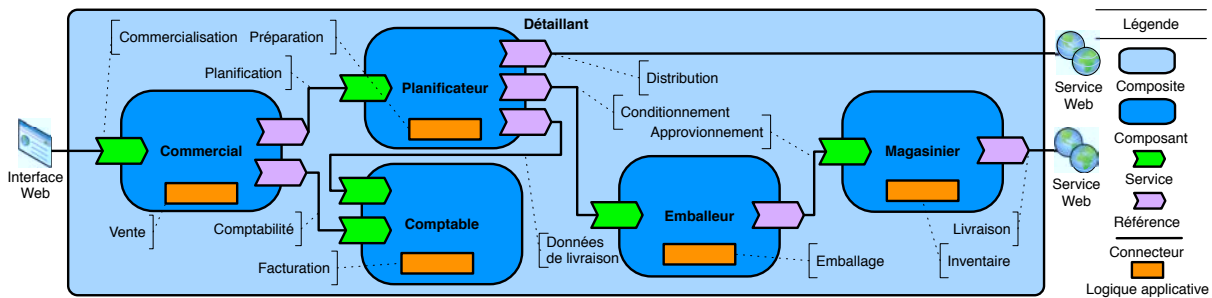 Détaillant
Commercialisation
Préparation
Planification
Planificateur
Distribution
Conditionnement
Approvionnement
Service
Web
Interface
Web
Commercial
Magasinier
Service
Web
Vente
Comptabilité
Comptable
Facturation
Données
de livraison
Emballeur
Emballage
Livraison
Inventaire
Légende
Composite
Composant
Service
Référence
Connecteur
Logique applicative